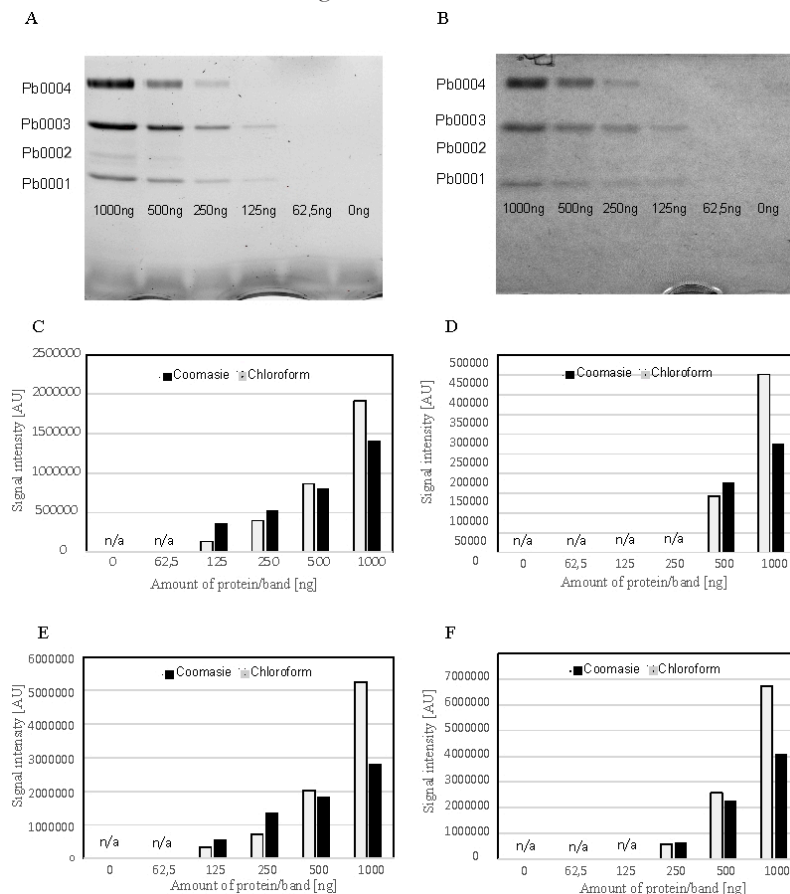 A
Pb0004
Pb0003
Pb0002
Pb0001
1000ng 500ng 250ng 125ng 62,5ng 0ng
B
Pb0004
Pb0003
Pb0002
Pb0001
1000ng 500ng 250ng 125ng 62,5ng 0ng
C
Signal intensity [AU]
2500000
2000000
1500000
1000000
500000
0
Coomasie Chloroform
n/a n/a
0 62,5 125 250 500 1000
Amount of protein/band [ng]
D
Signal intensity [AU]
500000
450000
400000
350000
300000
250000
200000
150000
100000
50000
0
Coomasie Chloroform
n/a n/a n/a n/a
0 62,5 125 250 500 1000
Amount of protein/band [ng]
E
Signal intensity [AU]
6000000
5000000
4000000
3000000
2000000
1000000
0
Coomasie Chloroform
n/a n/a
0 62,5 125 250 500 1000
Amount of protein/band [ng]
F
Signal intensity [AU]
7000000
6000000
5000000
4000000
3000000
2000000
1000000
0
Coomasie Chloroform
n/a n/a n/a
0 62,5 125 250 500 1000
Amount of protein/band [ng]